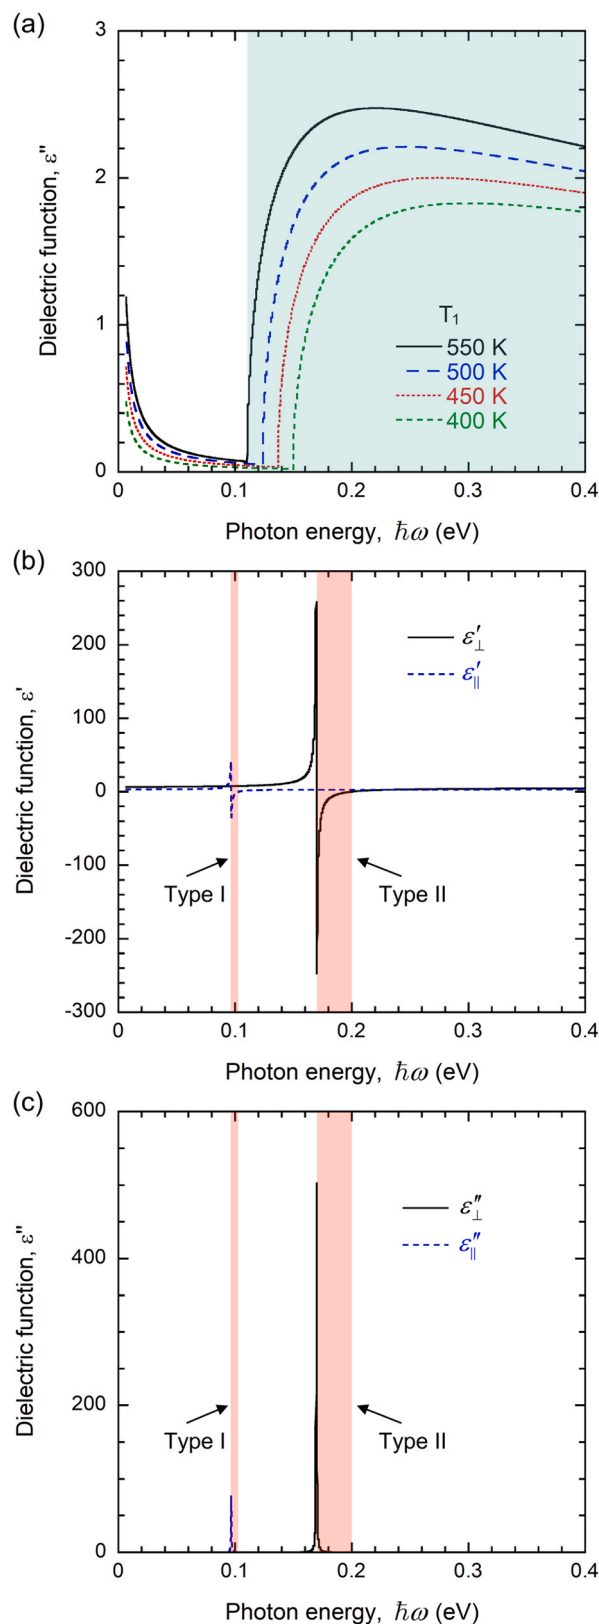 (a)
3
2
1
0
Dielectric function, ε"
T₁
550 K
500 K
450 K
400 K
0 0.1 0.2 0.3 0.4
Photon energy, ℏω (eV)
(b)
300
200
100
0
-100
-200
-300
Dielectric function, ε'
ε′⊥
ε′∥
Type I
Type II
0 0.1 0.2 0.3 0.4
Photon energy, ℏω (eV)
(c)
600
400
200
0
Dielectric function, ε"
ε″⊥
ε″∥
Type I
Type II
0 0.1 0.2 0.3 0.4
Photon energy, ℏω (eV)